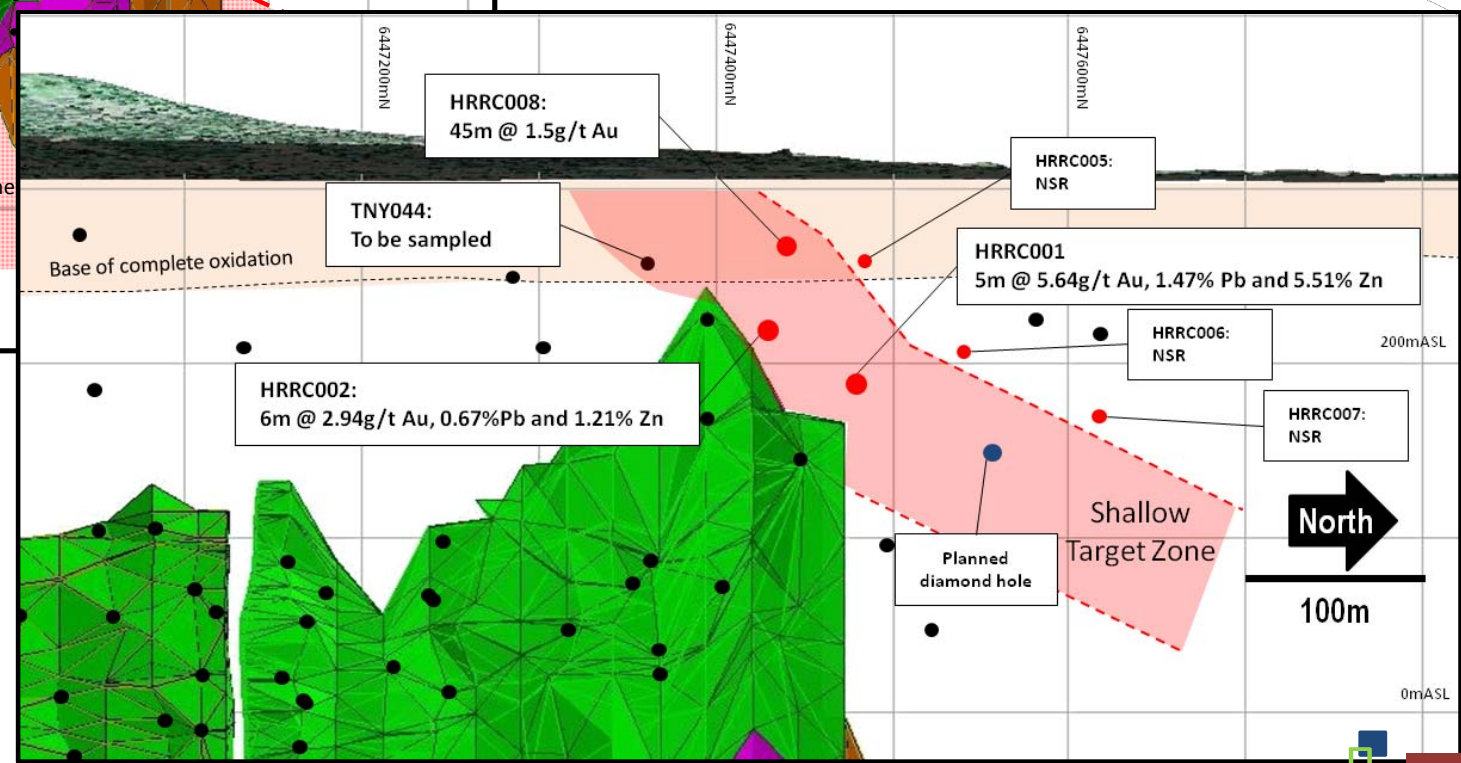 6447200mN
6447400mN
6447600mN
HRRC008:
45m @ 1.5g/t Au
HRRC005:
NSR
TNY044:
To be sampled
Base of complete oxidation
HRRC001
5m @ 5.64g/t Au, 1.47% Pb and 5.51% Zn
HRRC006:
NSR
200mASL
HRRC002:
6m @ 2.94g/t Au, 0.67%Pb and 1.21% Zn
HRRC007:
NSR
Shallow
Target Zone
North
Planned
diamond hole
100m
0mASL